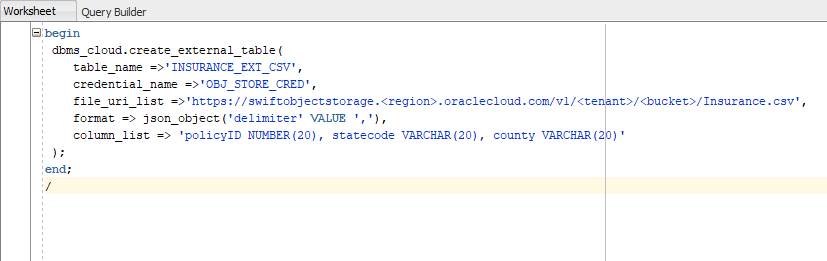 Worksheet Query Builder
begin
dbms_cloud.create_external_table(
table_name =>'INSURANCE_EXT_CSV',
credential_name =>'OBJ_STORE_CRED',
file_uri_list =>'https://swiftobjectstorage.<region>.oraclecloud.com/v1/<tenant>/<bucket>/Insurance.csv',
format => json_object('delimiter' VALUE ','),
column_list => 'policyID NUMBER(20), statecode VARCHAR(20), county VARCHAR(20)'
);
end;
/